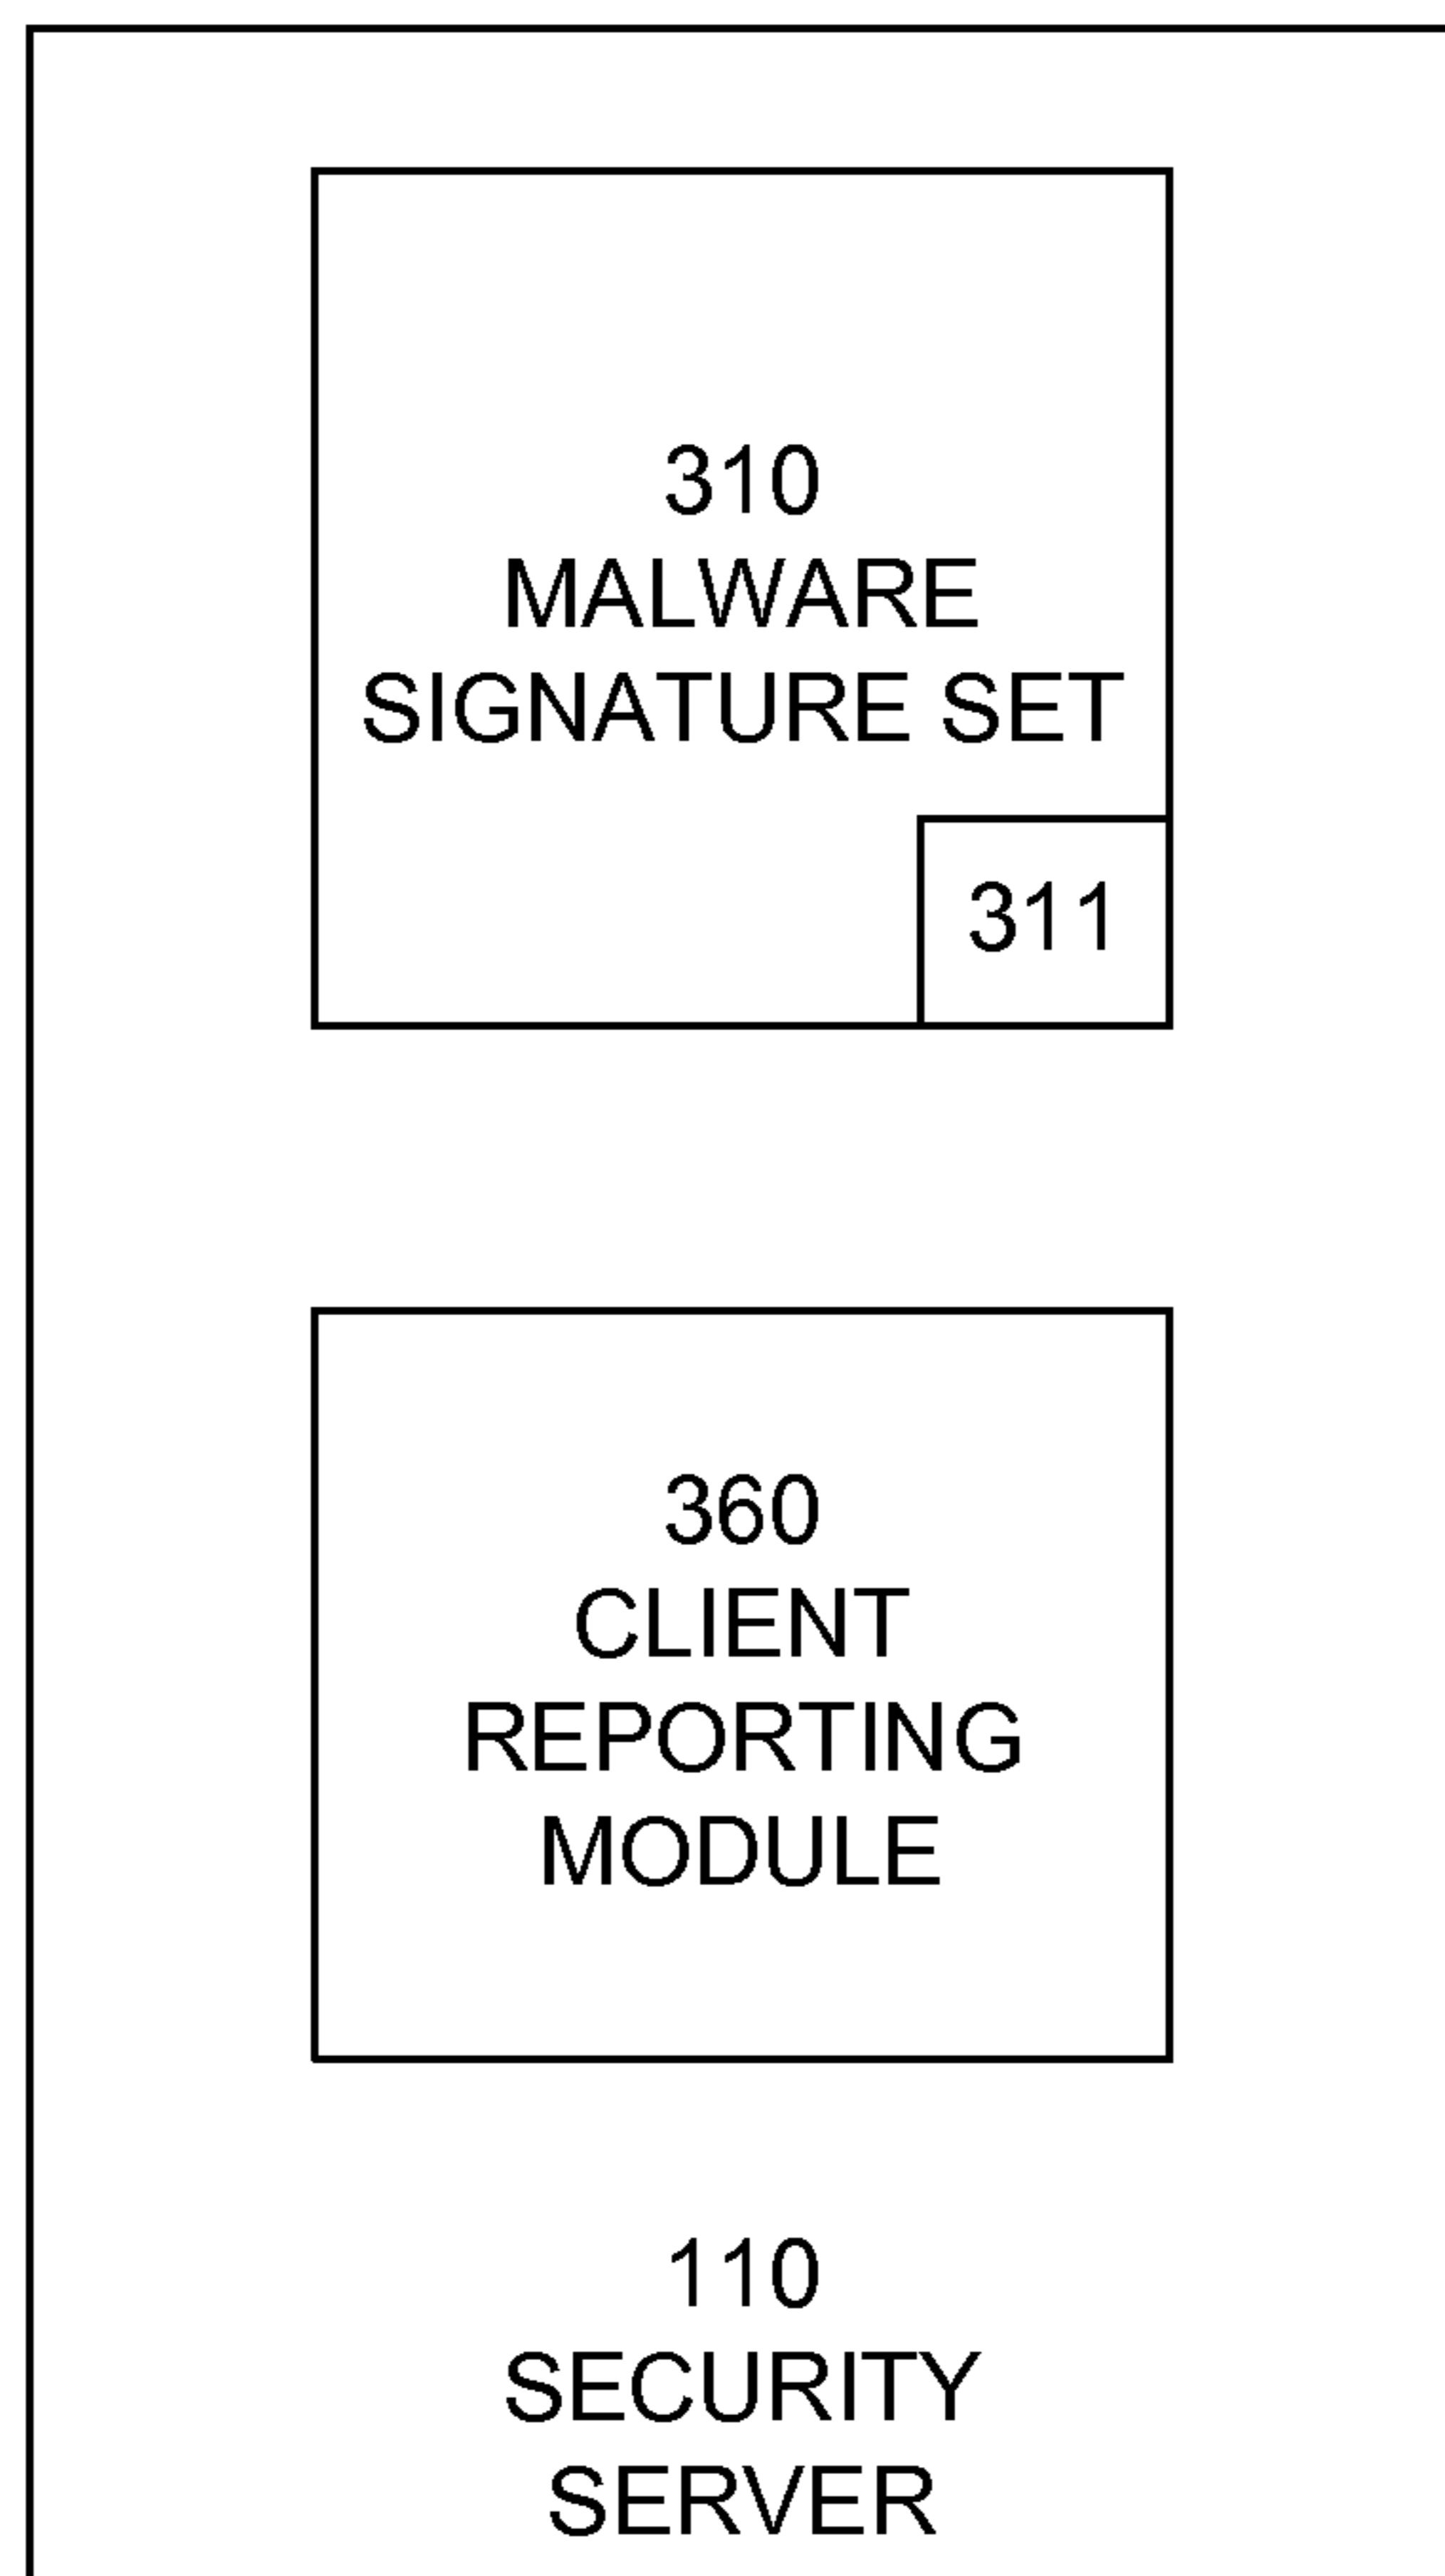 310
MALWARE
SIGNATURE SET
311
360
CLIENT
REPORTING
MODULE
110
SECURITY
SERVER